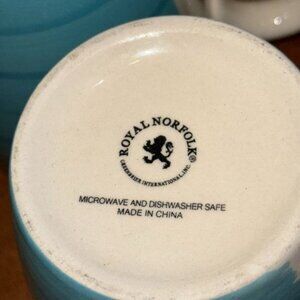 ROYAL NORFOLK®
GREENBRIER INTERNATIONAL, INC.
MICROWAVE AND DISHWASHER SAFE
MADE IN CHINA